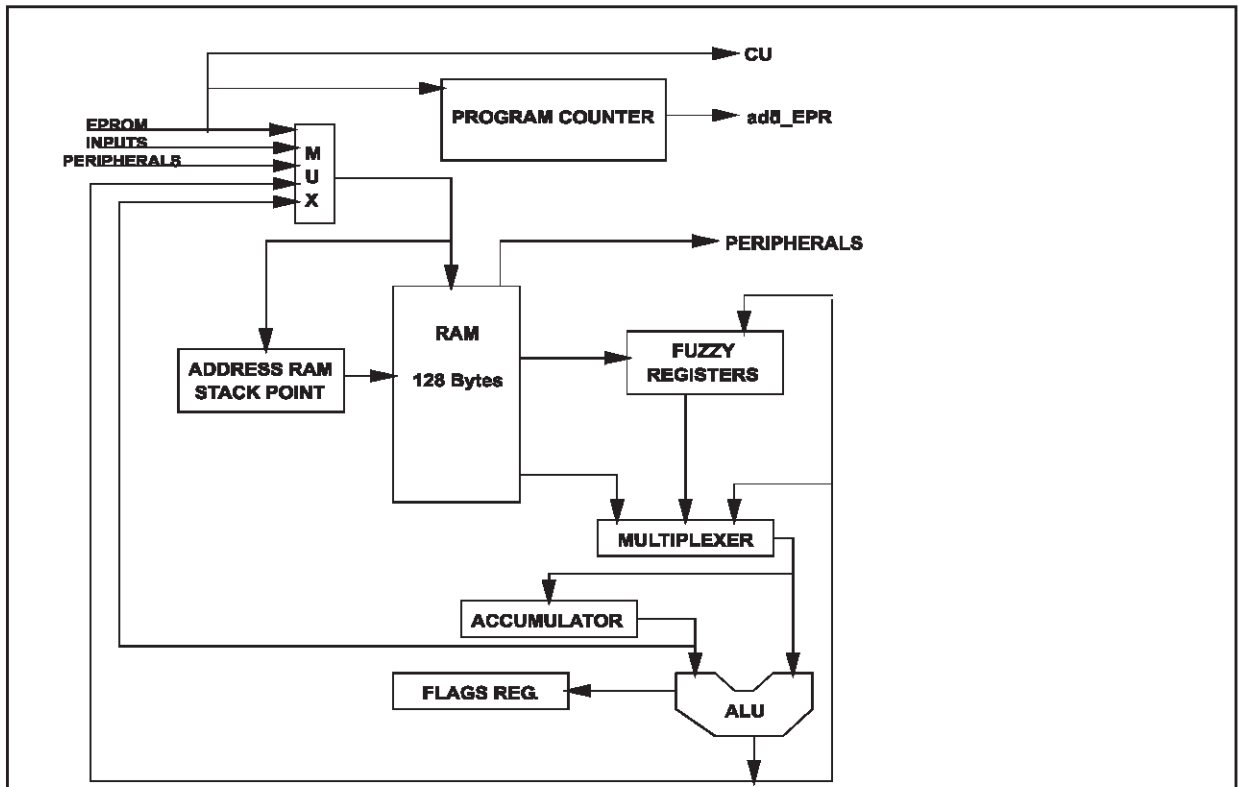 CU
PROGRAM COUNTER
add_EPR
EPROM
INPUTS
PERIPHERALS
M
U
X
PERIPHERALS
RAM
128 Bytes
FUZZY
REGISTERS
ADDRESS RAM
STACK POINT
MULTIPLEXER
ACCUMULATOR
FLAGS REG.
ALU